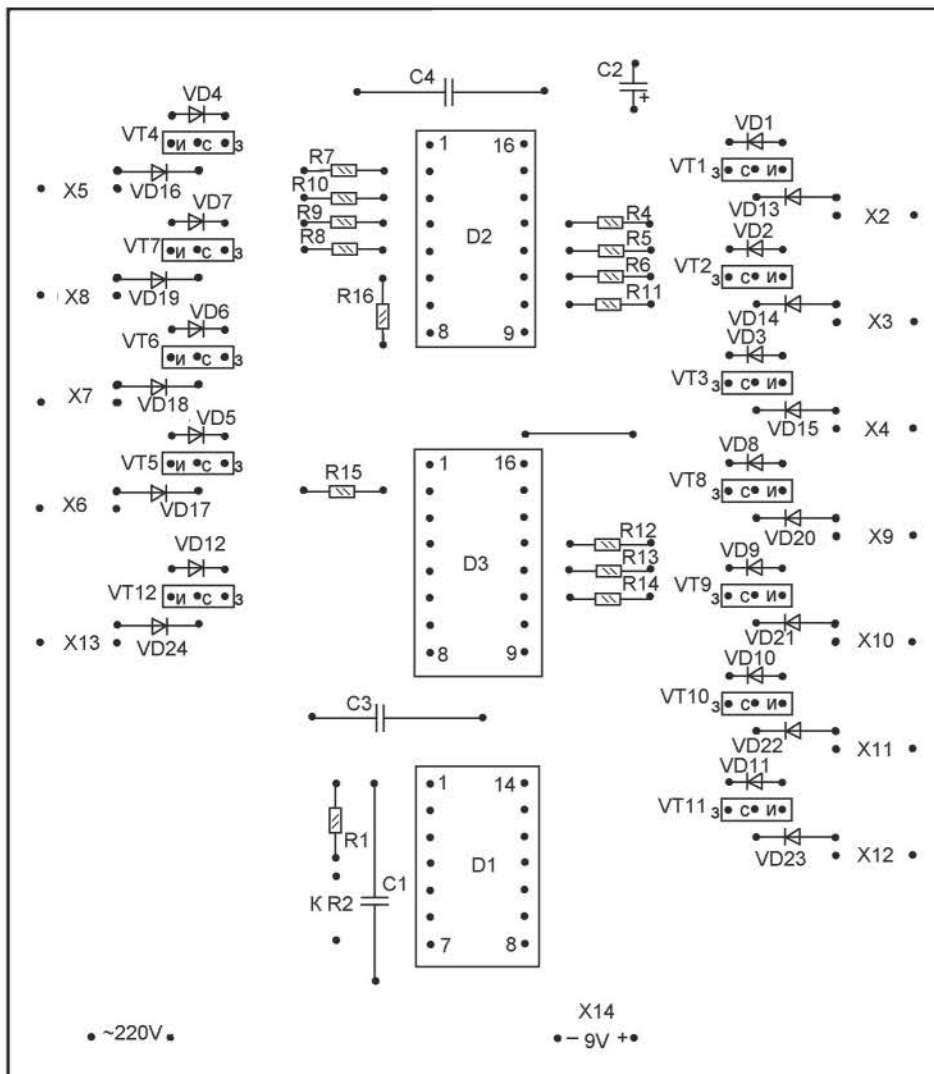 C4
C2
VD4
VT4 И С З
VD16
X5
VD7
VT7 И С З
VD19
X8
VD6
VT6 И С З
VD18
X7
VD5
VT5 И С З
VD17
X6
VD12
VT12 И С З
VD24
X13
R7
R10
R9
R8
R16
1 16
D2
8 9
R4
R5
R6
R11
VD1
VT1 З С И
VD13
X2
VD2
VT2 З С И
VD14
X3
VD3
VT3 З С И
VD15
X4
R15
1 16
D3
8 9
R12
R13
R14
VD8
VT8 З С И
VD20
X9
VD9
VT9 З С И
VD21
X10
VD10
VT10 З С И
VD22
X11
VD11
VT11 З С И
VD23
X12
C3
R1
К R2
C1
1 14
D1
7 8
~220V
X14
– 9V +
+